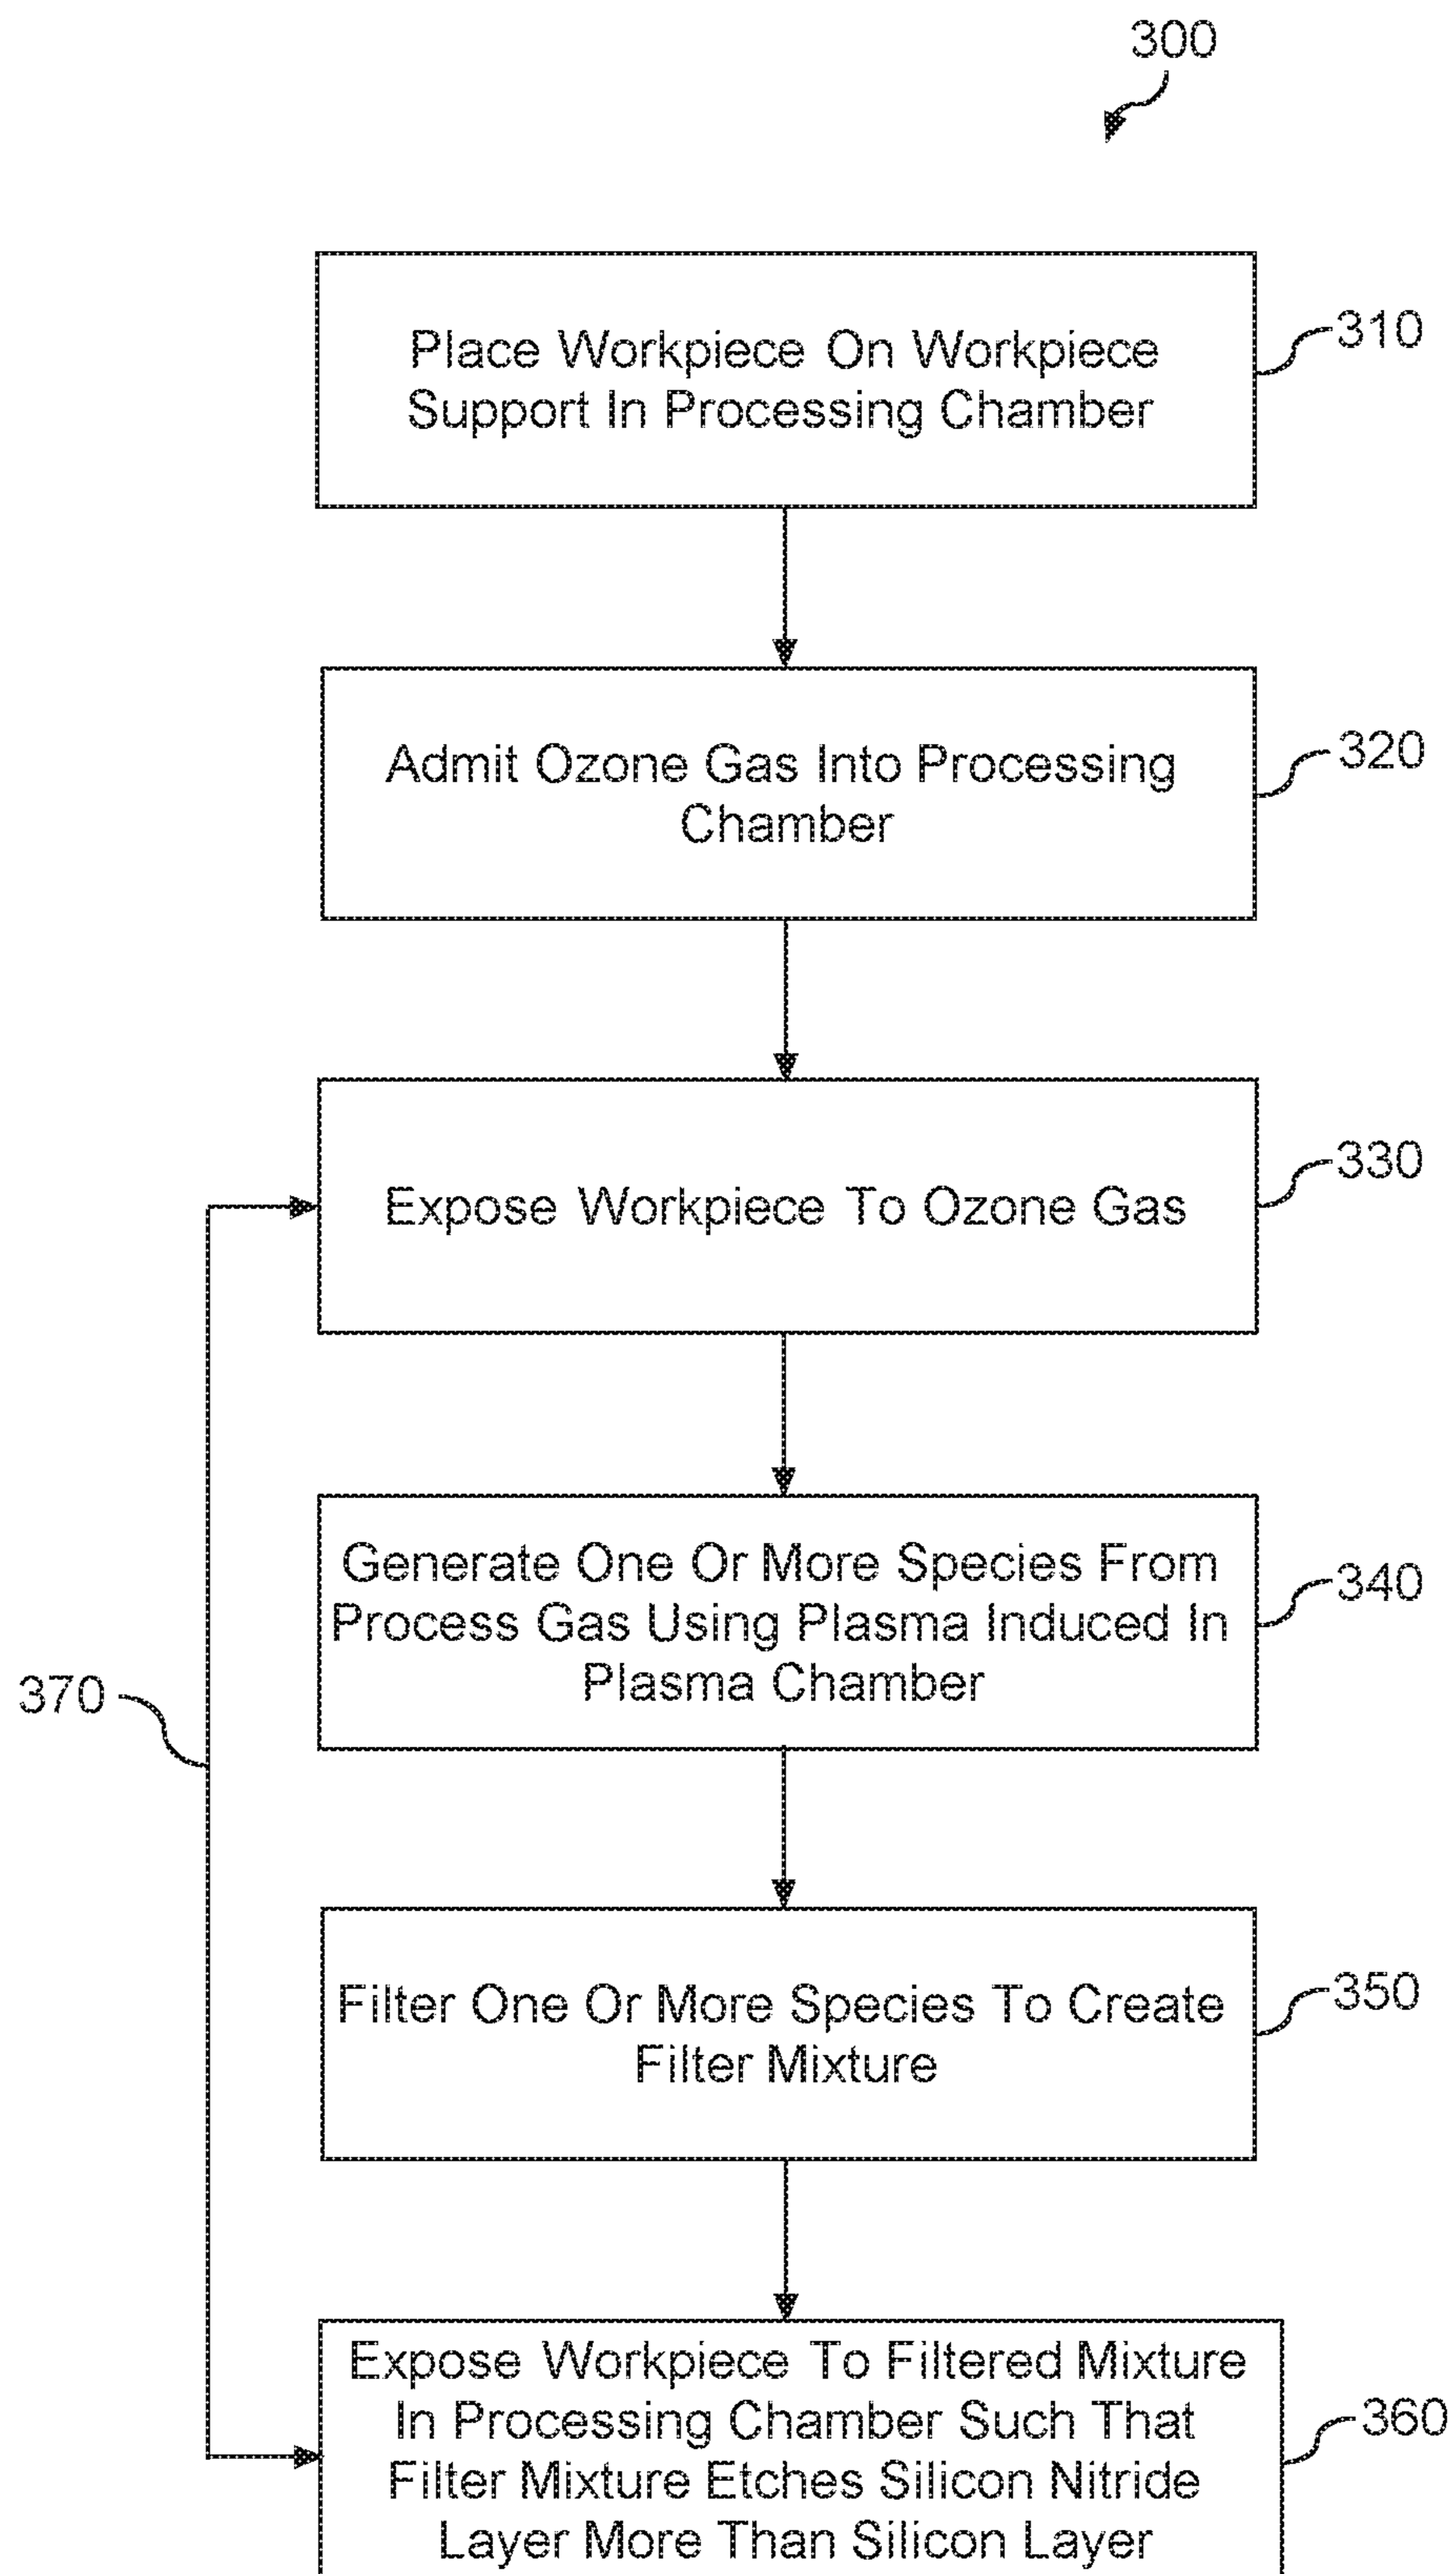 300
Place Workpiece On Workpiece
Support In Processing Chamber
310
Admit Ozone Gas Into Processing
Chamber
320
Expose Workpiece To Ozone Gas
330
Generate One Or More Species From
Process Gas Using Plasma Induced In
Plasma Chamber
340
370
Filter One Or More Species To Create
Filter Mixture
350
Expose Workpiece To Filtered Mixture
In Processing Chamber Such That
Filter Mixture Etches Silicon Nitride
Layer More Than Silicon Layer
360